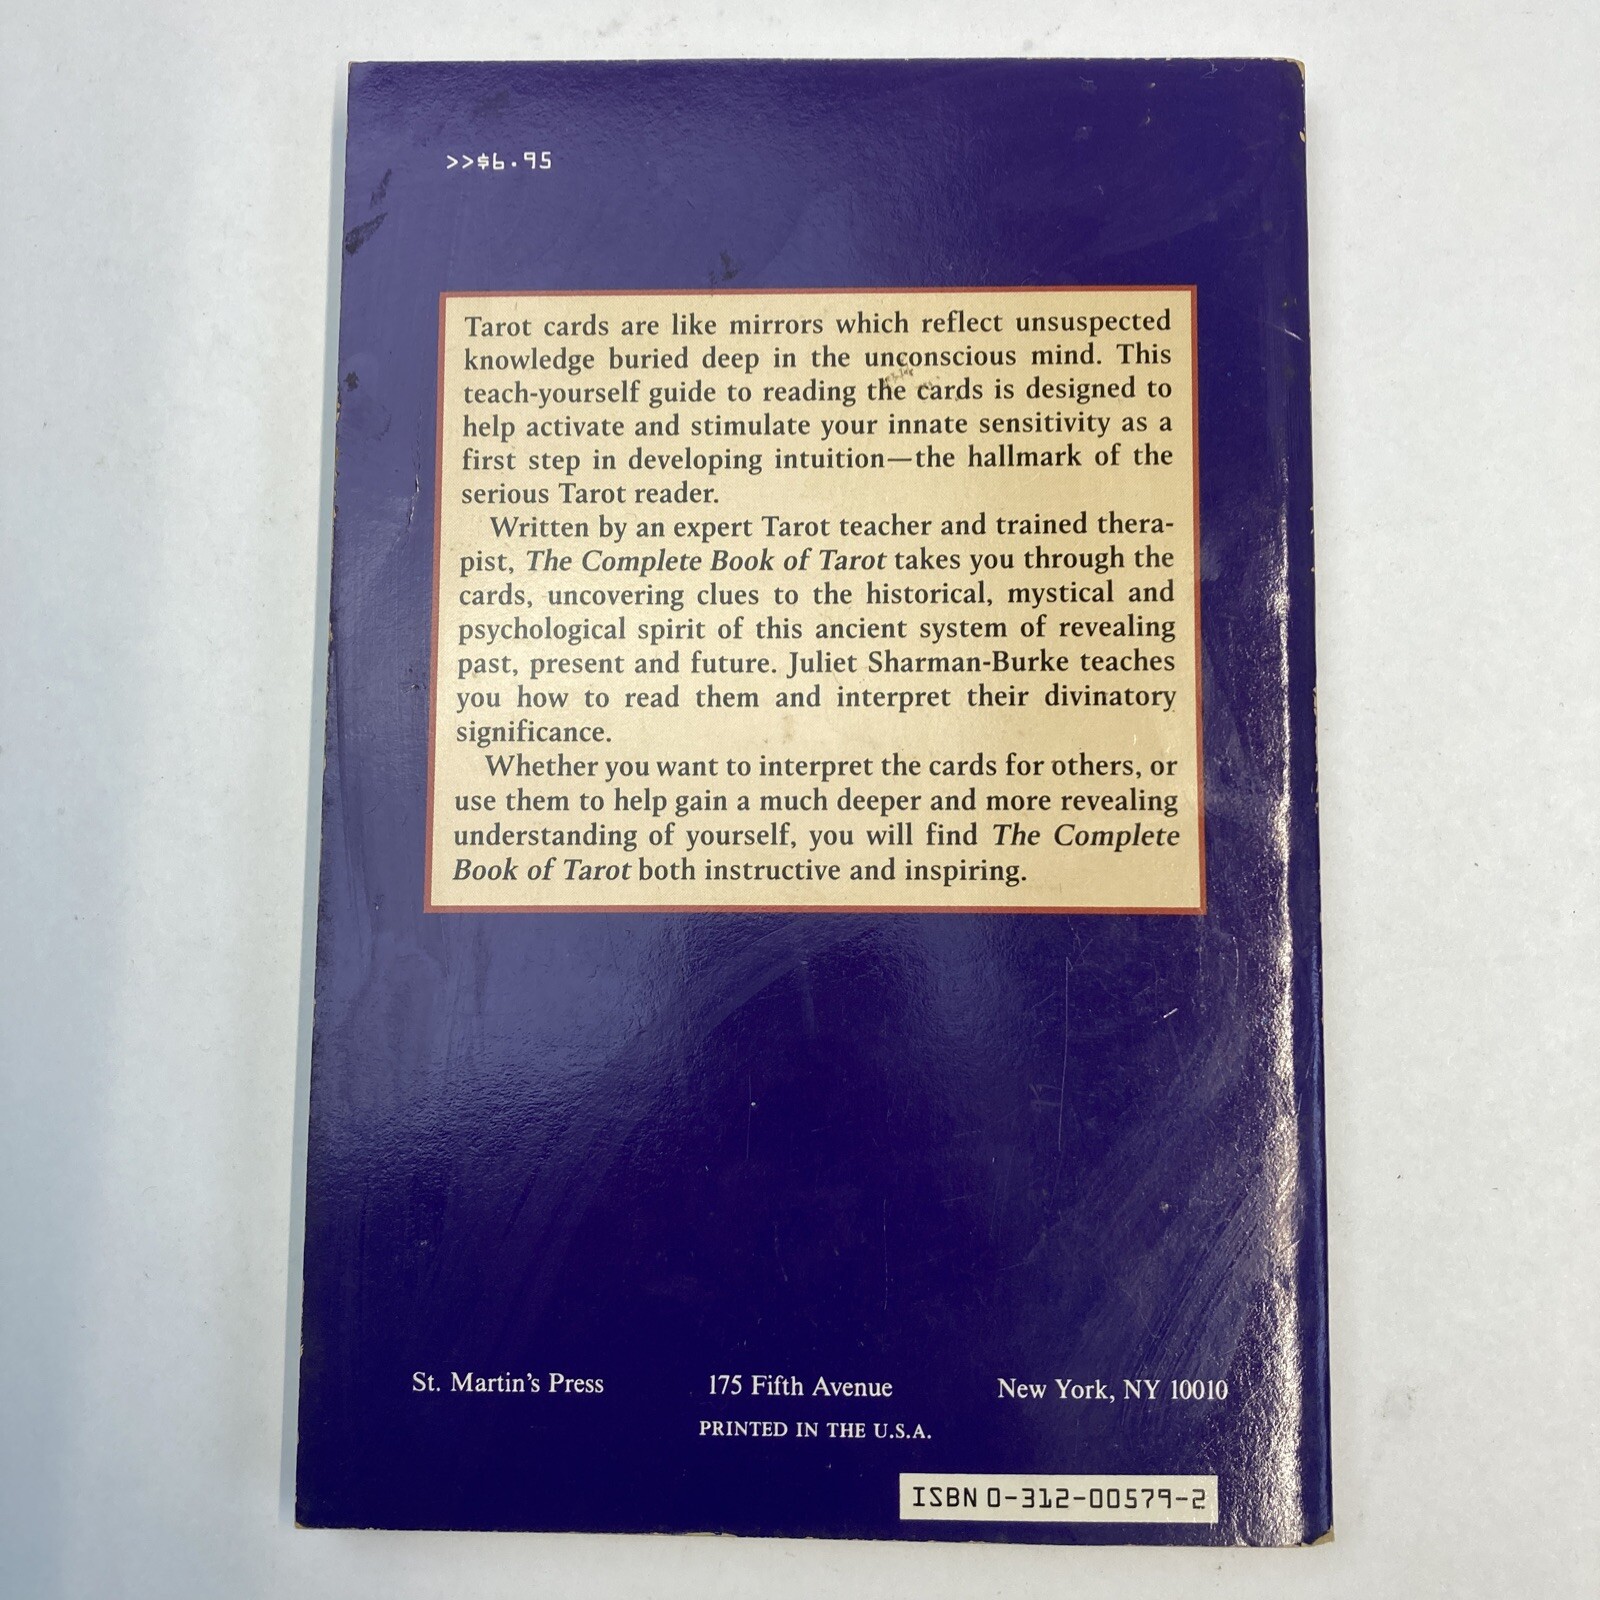 >>$6.95
Tarot cards are like mirrors which reflect unsuspected
knowledge buried deep in the unconscious mind. This
teach-yourself guide to reading the cards is designed to
help activate and stimulate your innate sensitivity as a
first step in developing intuition—the hallmark of the
serious Tarot reader.
Written by an expert Tarot teacher and trained thera-
pist, The Complete Book of Tarot takes you through the
cards, uncovering clues to the historical, mystical and
psychological spirit of this ancient system of revealing
past, present and future. Juliet Sharman-Burke teaches
you how to read them and interpret their divinatory
significance.
Whether you want to interpret the cards for others, or
use them to help gain a much deeper and more revealing
understanding of yourself, you will find The Complete
Book of Tarot both instructive and inspiring.
St. Martin's Press 175 Fifth Avenue New York, NY 10010
PRINTED IN THE U.S.A.
ISBN 0-312-00579-2